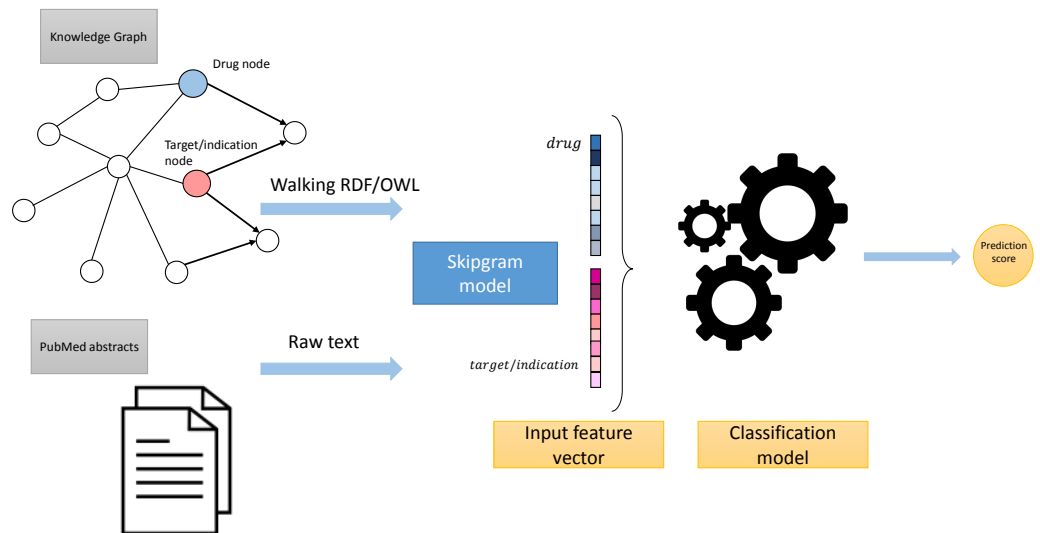 Knowledge Graph
Drug node
Target/indication
node
Walking RDF/OWL
Skipgram
model
PubMed abstracts
Raw text
drug
target/indication
Input feature
vector
Classification
model
Prediction
score